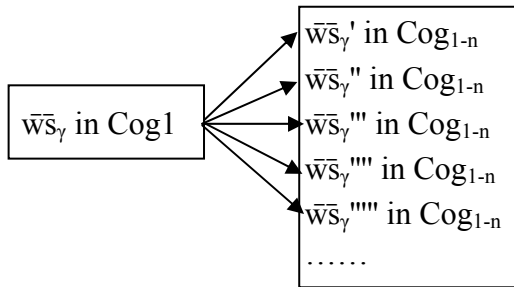 w̄s̄ᵧ in Cog1
w̄s̄ᵧ' in Cog₁₋ₙ
w̄s̄ᵧ'' in Cog₁₋ₙ
w̄s̄ᵧ''' in Cog₁₋ₙ
w̄s̄ᵧ'''' in Cog₁₋ₙ
w̄s̄ᵧ''''' in Cog₁₋ₙ
……